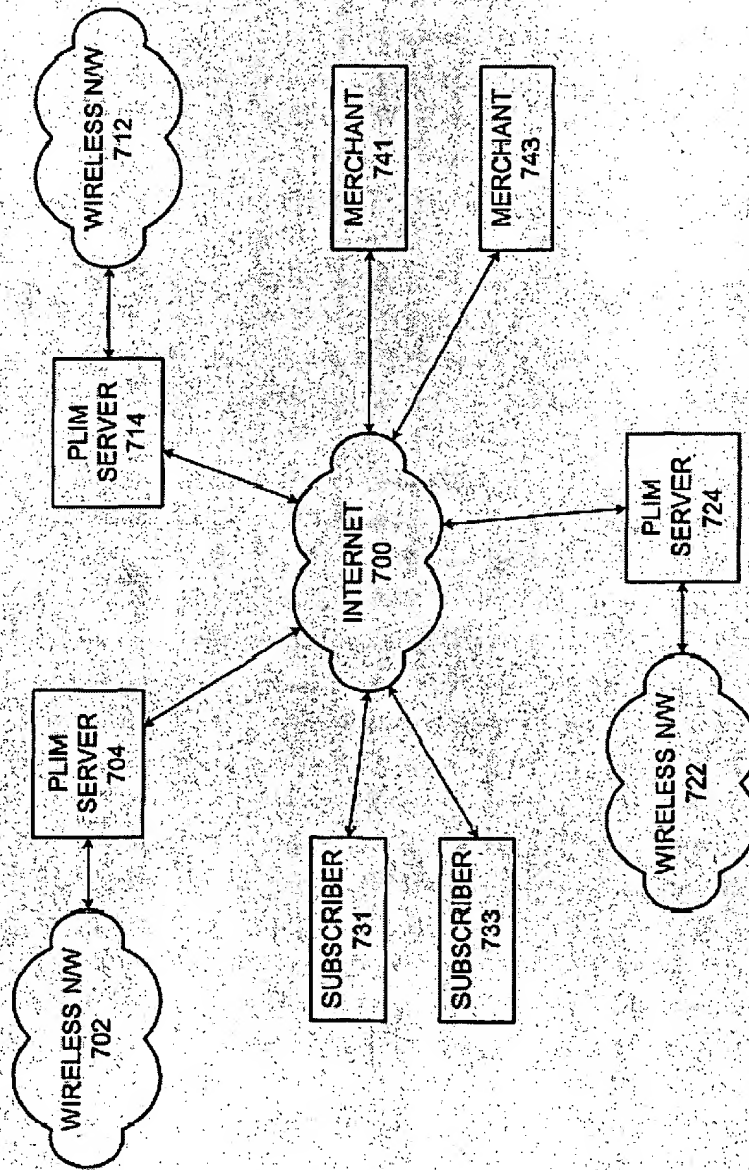 WIRELESS N/W
702
PLIM
SERVER
704
PLIM
SERVER
714
WIRELESS N/W
712
SUBSCRIBER
731
SUBSCRIBER
733
INTERNET
700
MERCHANT
741
MERCHANT
743
WIRELESS N/W
722
PLIM
SERVER
724